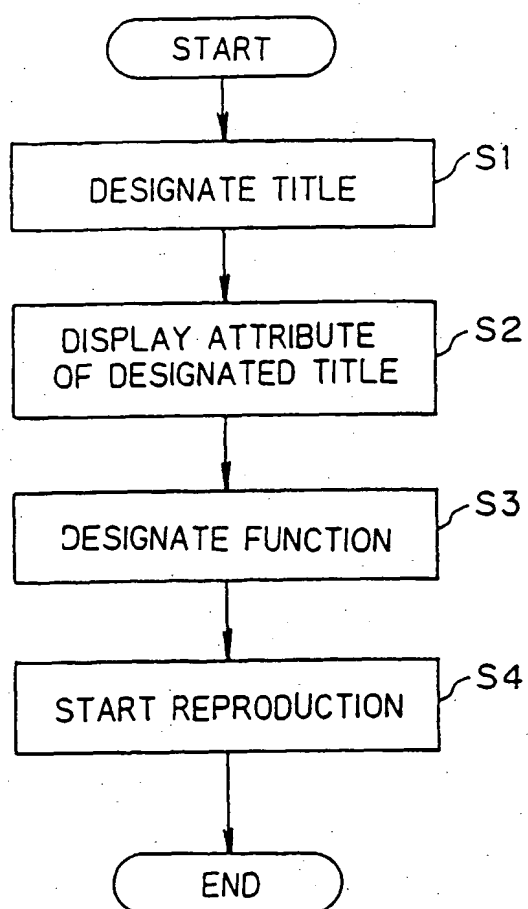 START
DESIGNATE TITLE
S1
DISPLAY ATTRIBUTE
OF DESIGNATED TITLE
S2
DESIGNATE FUNCTION
S3
START REPRODUCTION
S4
END